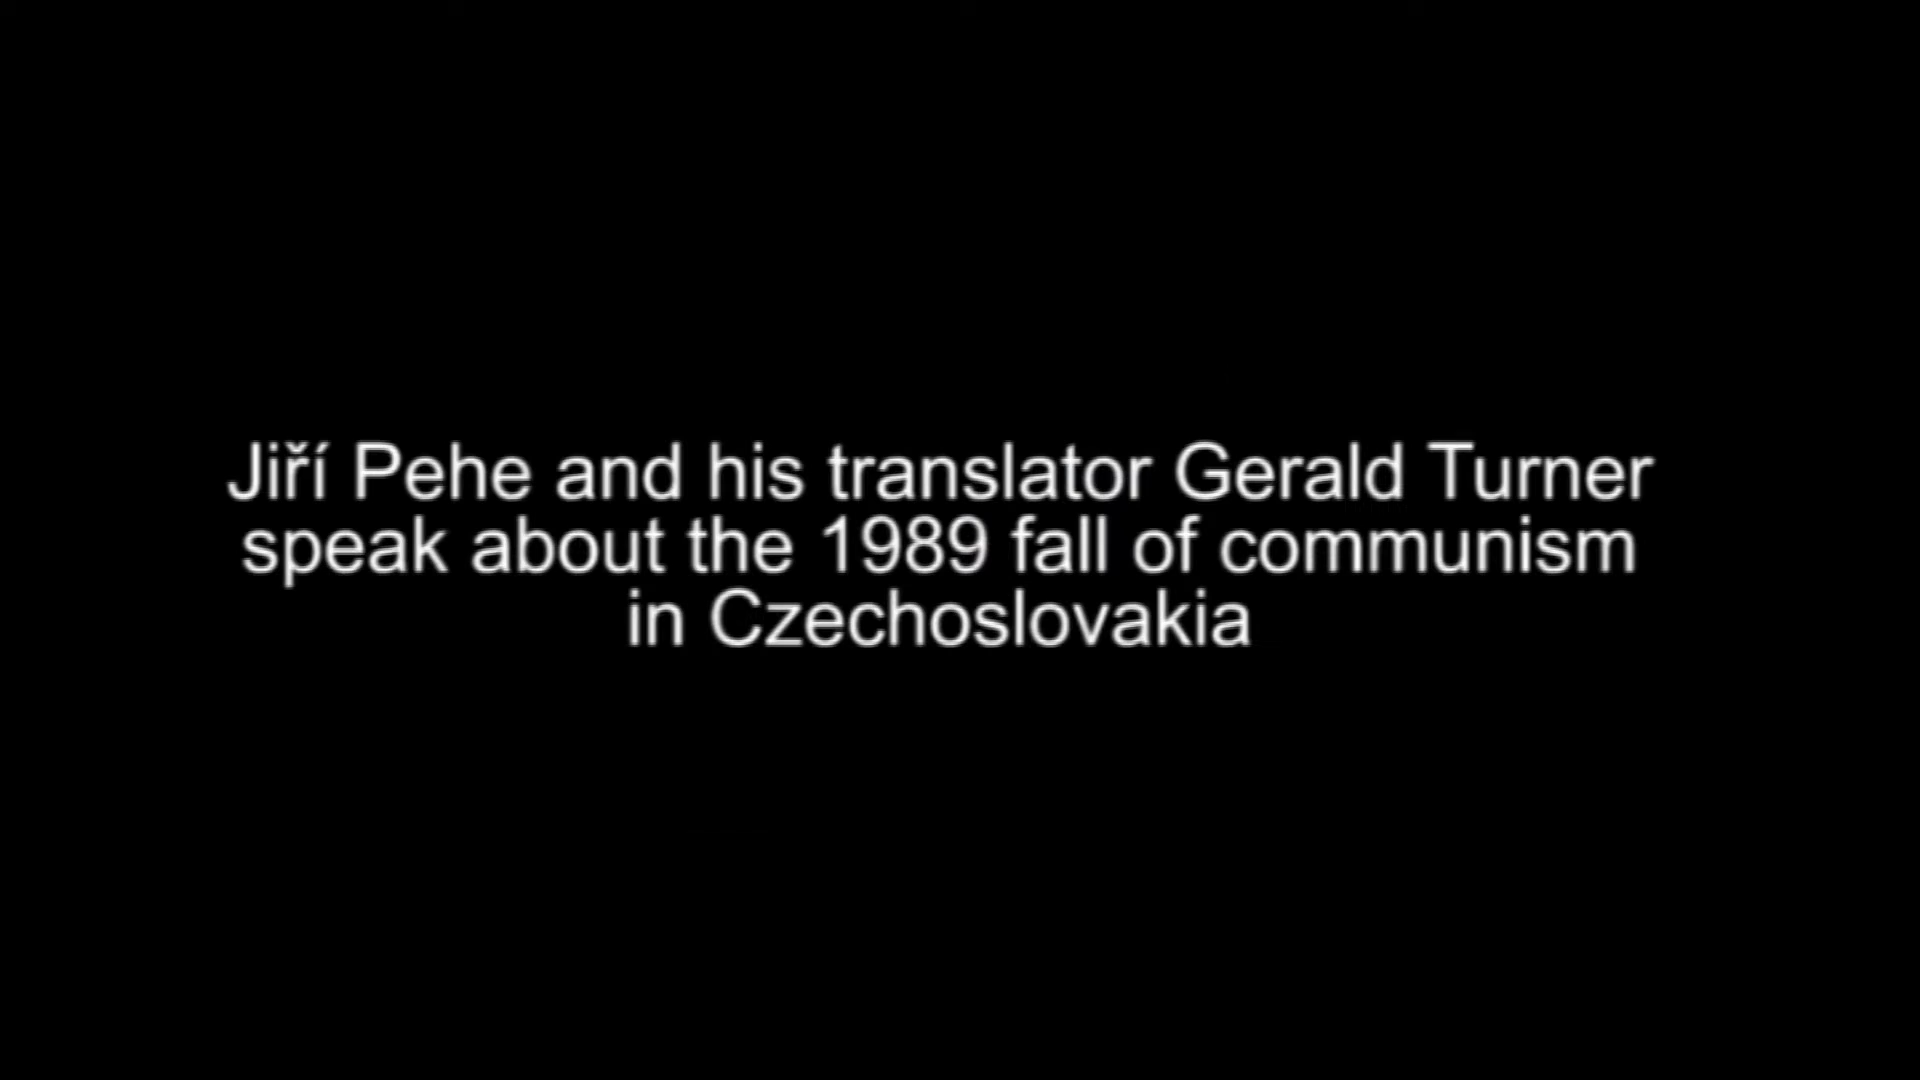 Jiří Pehe and his translator Gerald Turner
speak about the 1989 fall of communism
in Czechoslovakia